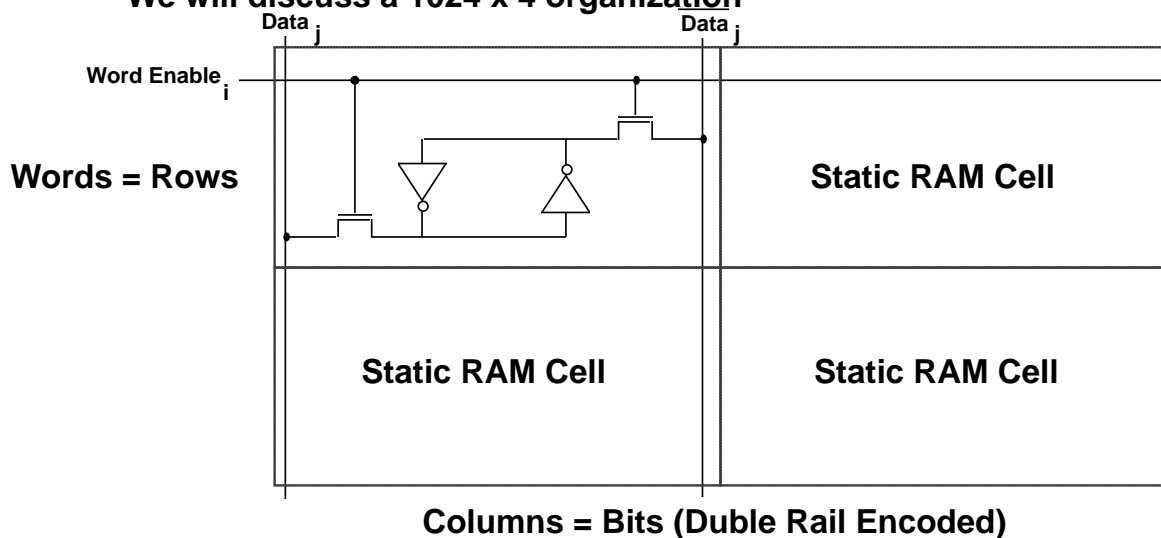 We will discuss a 1024 x 4 organization
Data j
Data j
Word Enable i
Words = Rows
Static RAM Cell
Static RAM Cell
Static RAM Cell
Columns = Bits (Duble Rail Encoded)